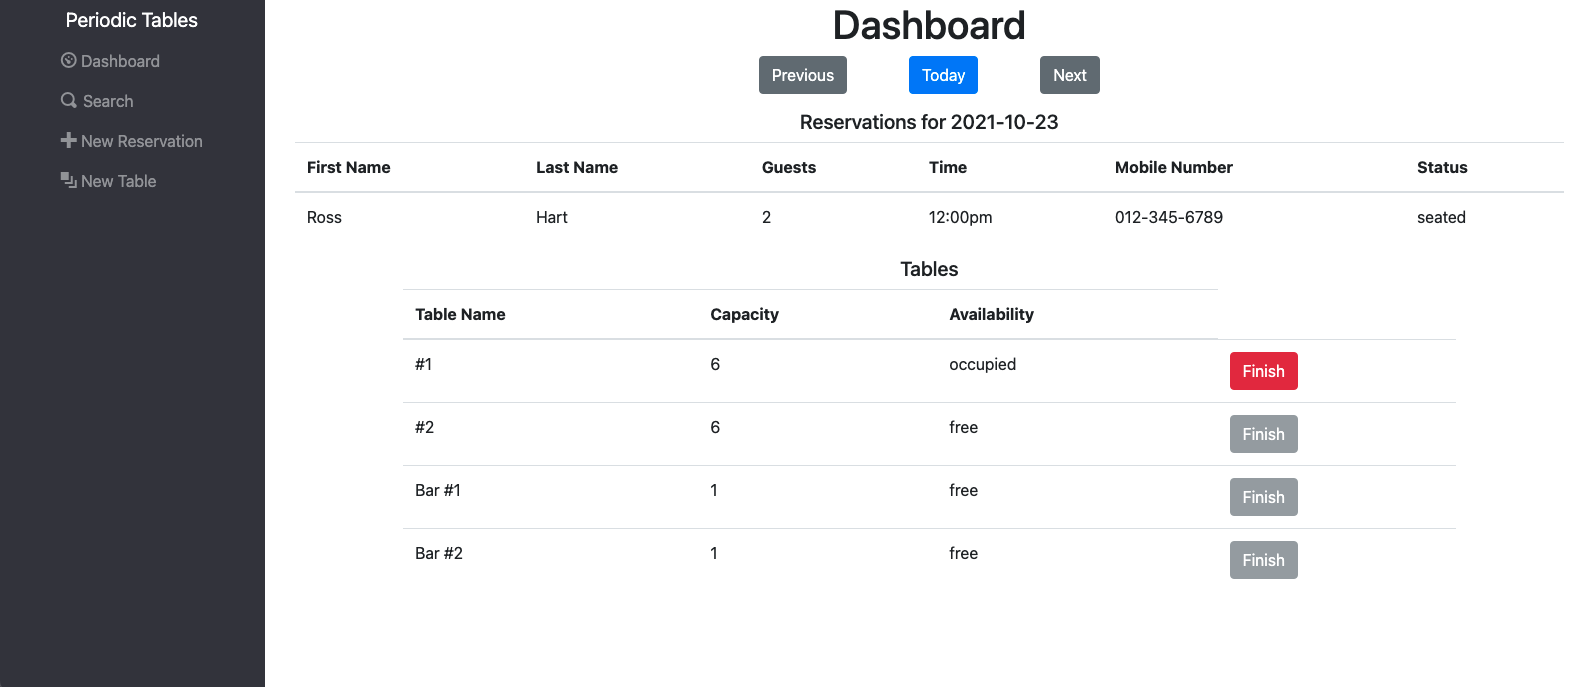 Periodic Tables
Dashboard
Search
New Reservation
New Table
Dashboard
Previous Today Next
Reservations for 2021-10-23
First Name Last Name Guests Time Mobile Number Status
Ross Hart 2 12:00pm 012-345-6789 seated
Tables
Table Name Capacity Availability
#1 6 occupied Finish
#2 6 free Finish
Bar #1 1 free Finish
Bar #2 1 free Finish